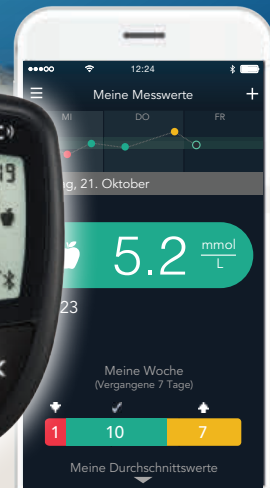 12:24
Meine Messwerte
MI DO FR
21. Oktober
5.2 mmol
L
23
Meine Woche
(Vergangene 7 Tage)
1 10 7
Meine Durchschnittswerte